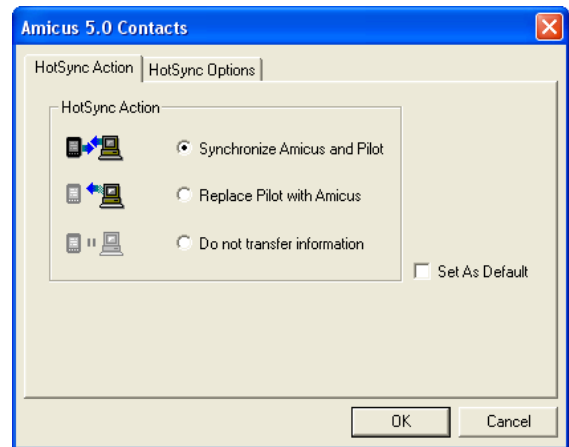 Amicus 5.0 Contacts
HotSync Action
HotSync Options
HotSync Action
Synchronize Amicus and Pilot
Replace Pilot with Amicus
Do not transfer information
Set As Default
OK
Cancel